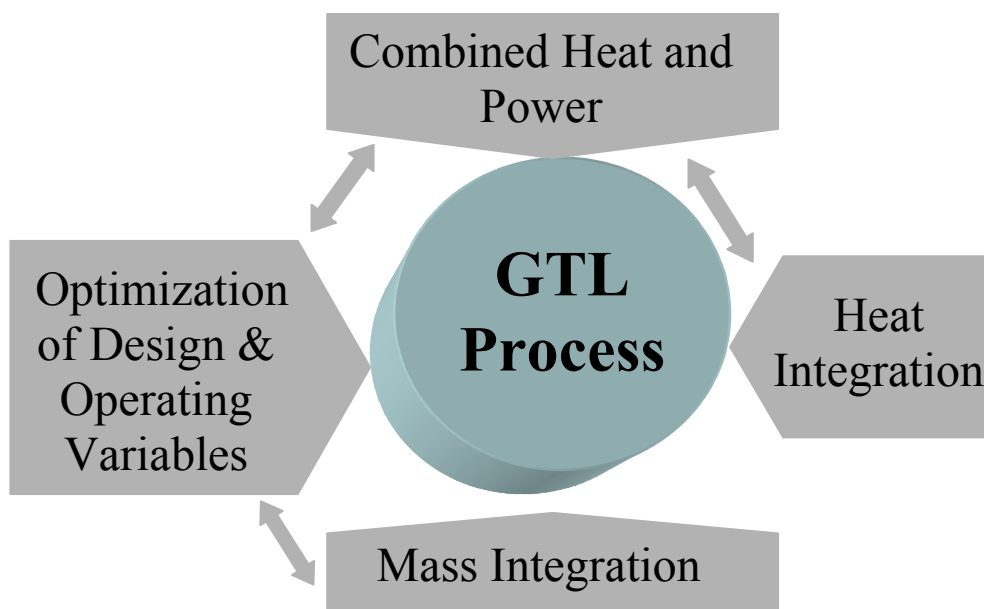 Combined Heat and
Power
GTL
Process
Optimization
of Design &
Operating
Variables
Heat
Integration
Mass Integration